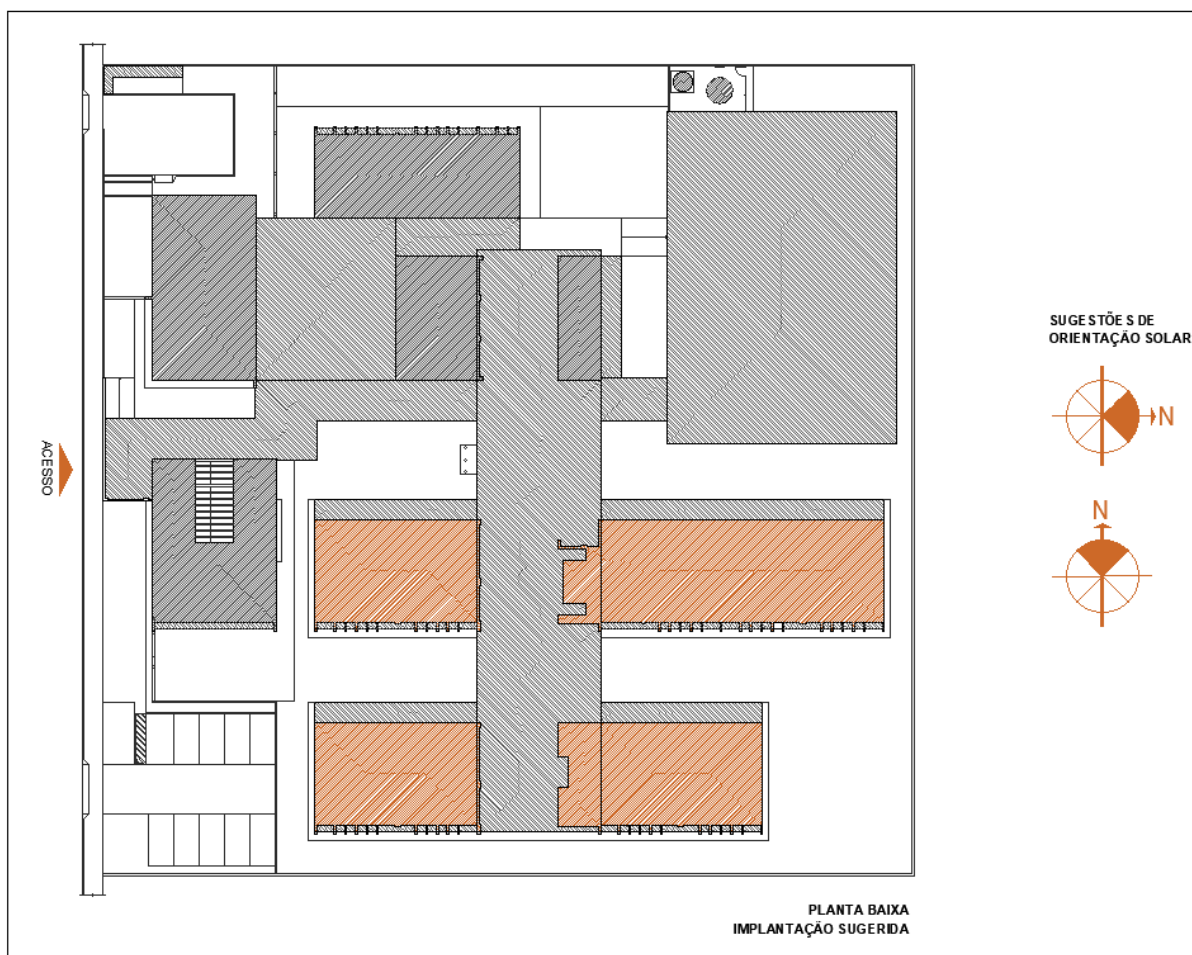 SUGESTÕES DE
ORIENTAÇÃO SOLAR
N
N
ACESSO
PLANTA BAIXA
IMPLANTAÇÃO SUGERIDA